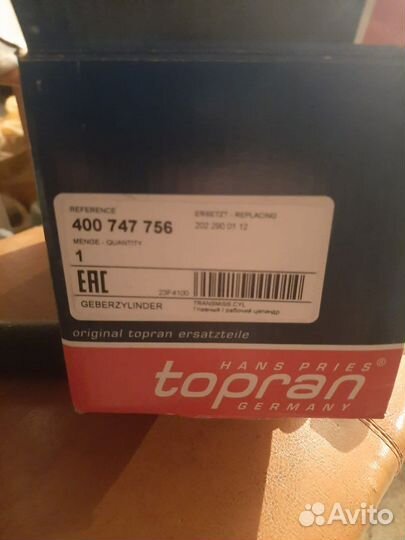 REFERENCE
400 747 756
ERSETZT - REPLACING
202 290 01 12
MENGE - QUANTITY
1
EAC
23F4100
GEBERZYLINDER
TRANSMISS.CYL
Главный / рабочий цилиндр
original topran ersatzteile
HANS PRIES
topran®
GERMANY
Avito